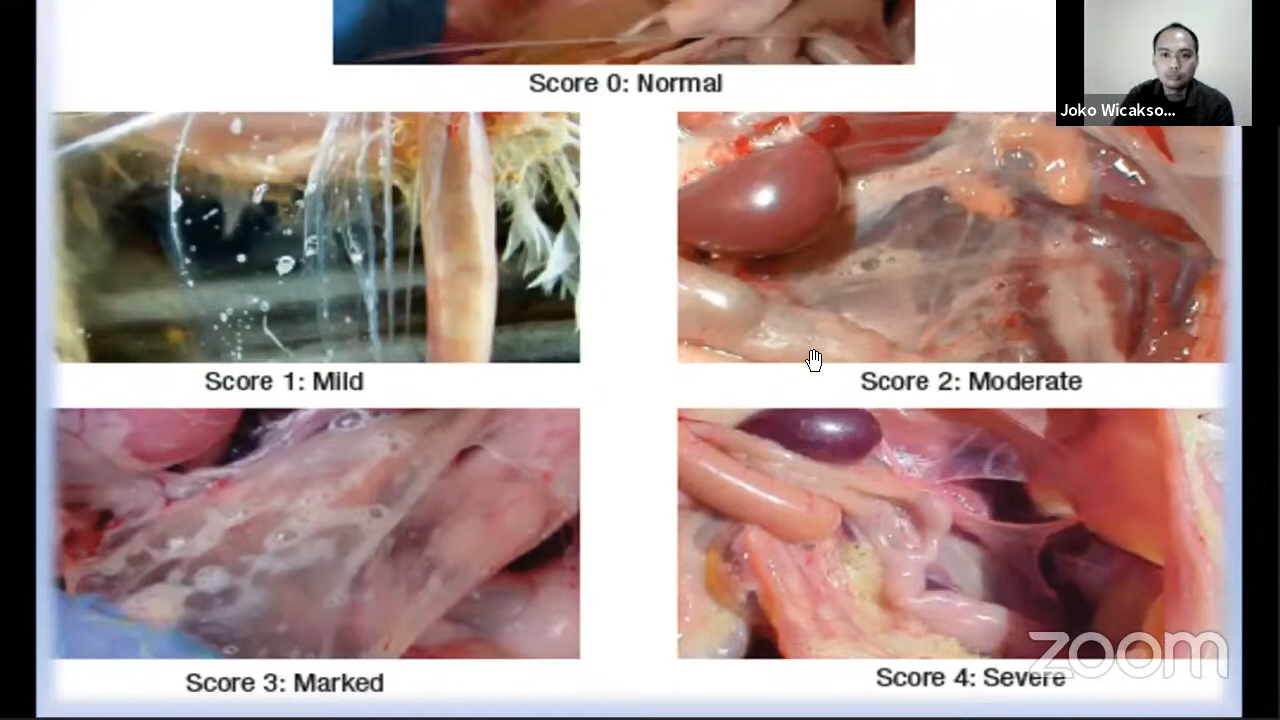 Joko Wicakso...
Score 0: Normal
Score 1: Mild
Score 2: Moderate
Score 3: Marked
Score 4: Severe
zoom